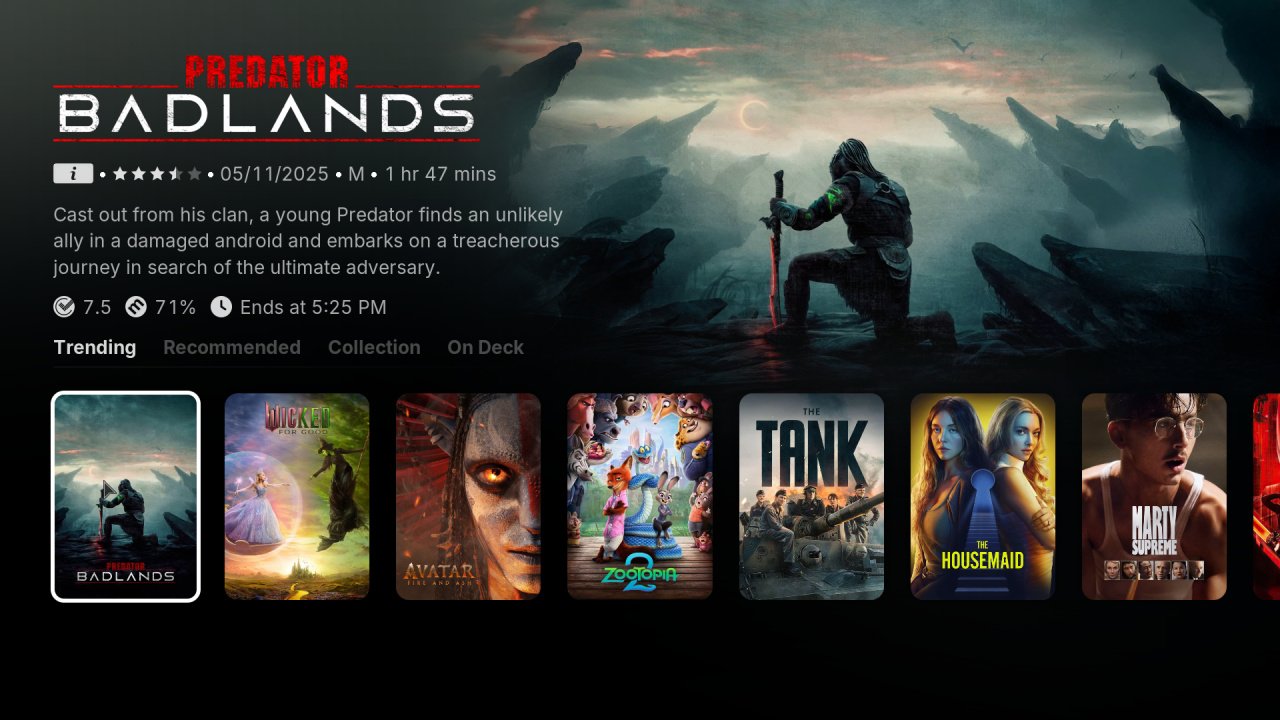 PREDATOR
BADLANDS
i • • 05/11/2025 • M • 1 hr 47 mins
Cast out from his clan, a young Predator finds an unlikely
ally in a damaged android and embarks on a treacherous
journey in search of the ultimate adversary.
7.5 71% Ends at 5:25 PM
Trending Recommended Collection On Deck
PREDATOR
BADLANDS
WICKED
FOR GOOD
AVATAR
FIRE AND ASH
ZOOTOPIA
2
THE
TANK
THE
HOUSEMAID
MARTY
SUPREME